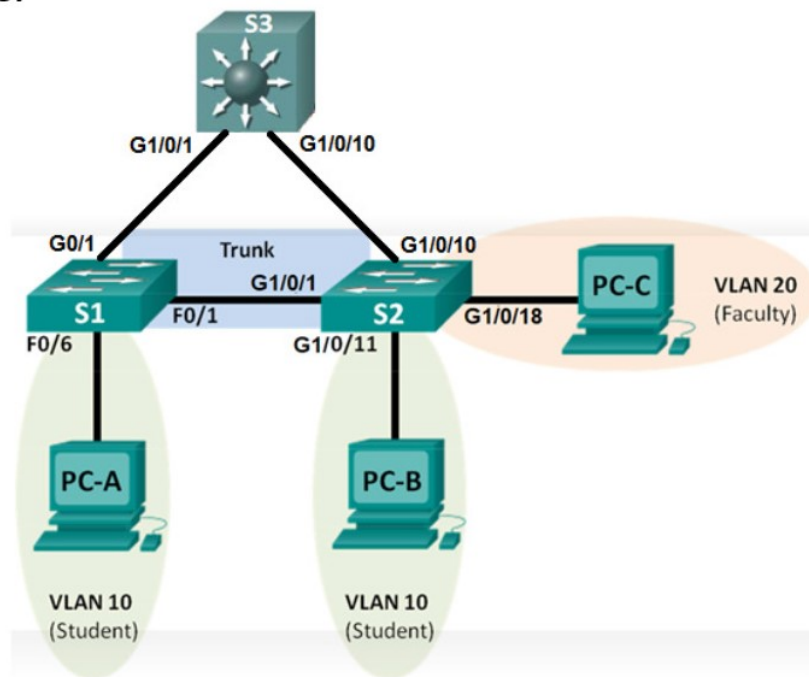 S3
G1/0/1
G1/0/10
G0/1
Trunk
G1/0/10
G1/0/1
PC-C
VLAN 20
(Faculty)
S1
F0/1
S2
G1/0/18
F0/6
G1/0/11
PC-A
PC-B
VLAN 10
(Student)
VLAN 10
(Student)